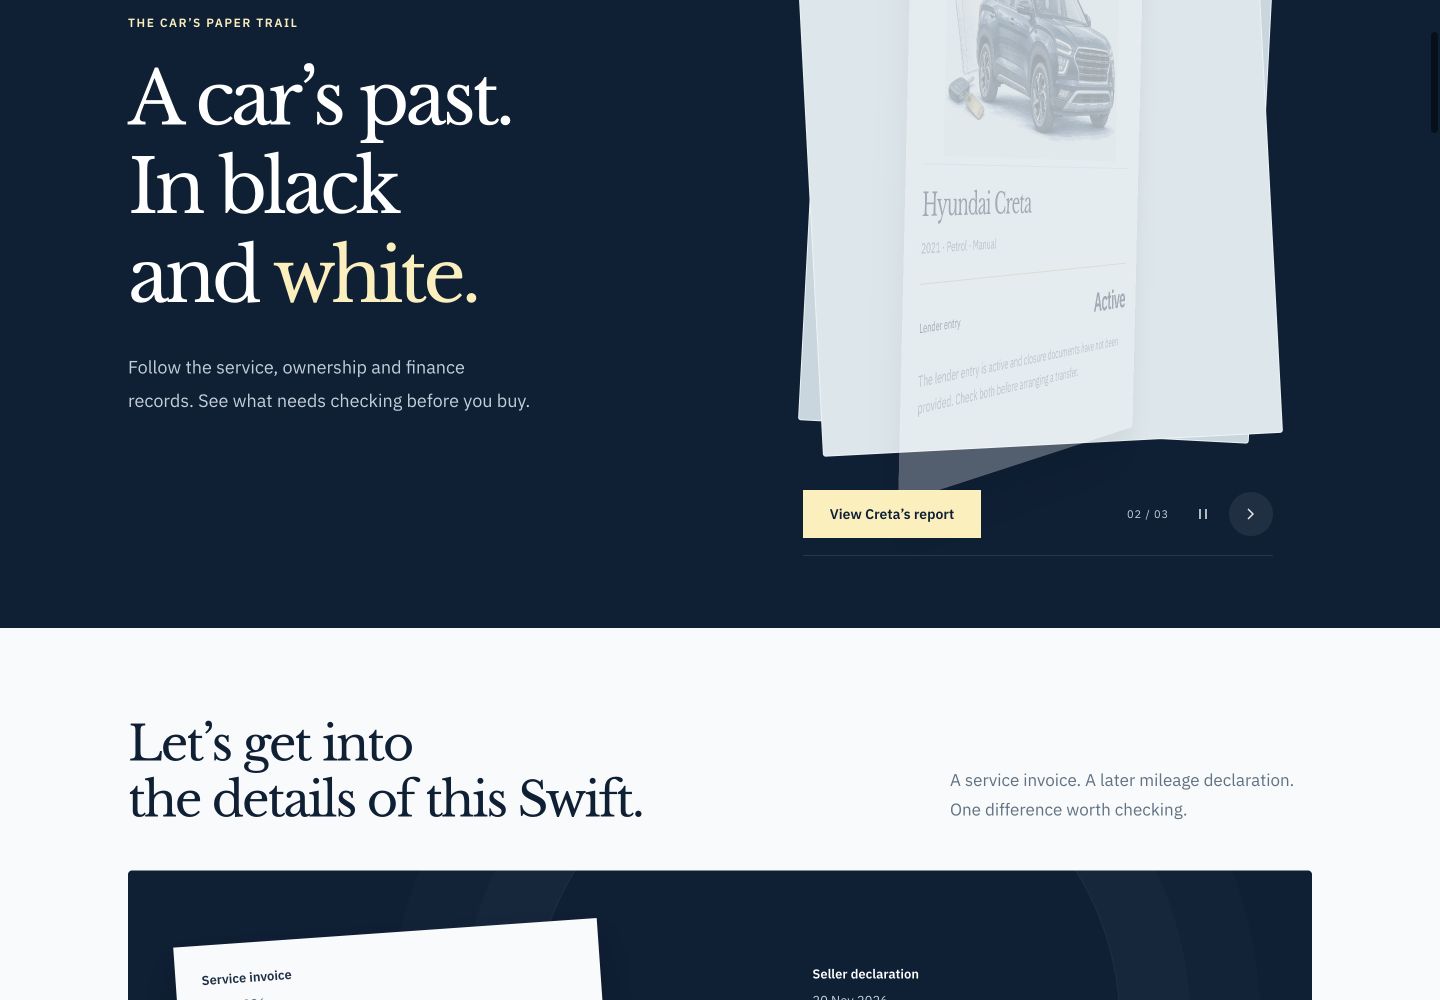 THE CAR’S PAPER TRAIL
A car’s past.
In black
and white.
Follow the service, ownership and finance
records. See what needs checking before you buy.
Hyundai Creta
2021 · Petrol · Manual
Active
Lender entry
The lender entry is active and closure documents have not been
provided. Check both before arranging a transfer.
View Creta’s report
02 / 03
Let’s get into
the details of this Swift.
A service invoice. A later mileage declaration.
One difference worth checking.
Service invoice
Seller declaration